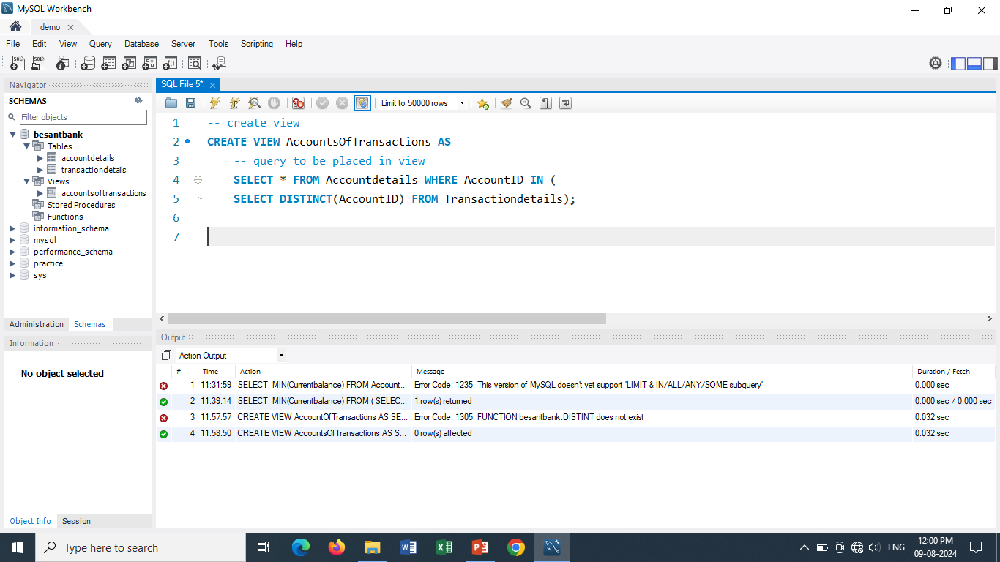 MySQL Workbench
demo
File Edit View Query Database Server Tools Scripting Help
Navigator
SCHEMAS
Filter objects
besantbank
Tables
accountdetails
transactiondetails
Views
accountsoftransactions
Stored Procedures
Functions
information_schema
mysql
performance_schema
practice
sys
Administration Schemas
Information
No object selected
Object Info Session
SQL File 5*
Limit to 50000 rows
1 -- create view
2 CREATE VIEW AccountsOfTransactions AS
3 -- query to be placed in view
4 SELECT * FROM Accountdetails WHERE AccountID IN (
5 SELECT DISTINCT(AccountID) FROM Transactiondetails);
6
7
Output
Action Output
# Time Action Message Duration / Fetch
1 11:31:59 SELECT MIN(Currentbalance) FROM Account... Error Code: 1235. This version of MySQL doesn't yet support 'LIMIT & IN/ALL/ANY/SOME subquery' 0.000 sec
2 11:39:14 SELECT MIN(Currentbalance) FROM ( SELEC... 1 row(s) returned 0.000 sec / 0.000 sec
3 11:57:57 CREATE VIEW AccountOfTransactions AS SE... Error Code: 1305. FUNCTION besantbank.DISTINT does not exist 0.032 sec
4 11:58:50 CREATE VIEW AccountsOfTransactions AS S... 0 row(s) affected 0.032 sec
Type here to search
ENG
12:00 PM
09-08-2024